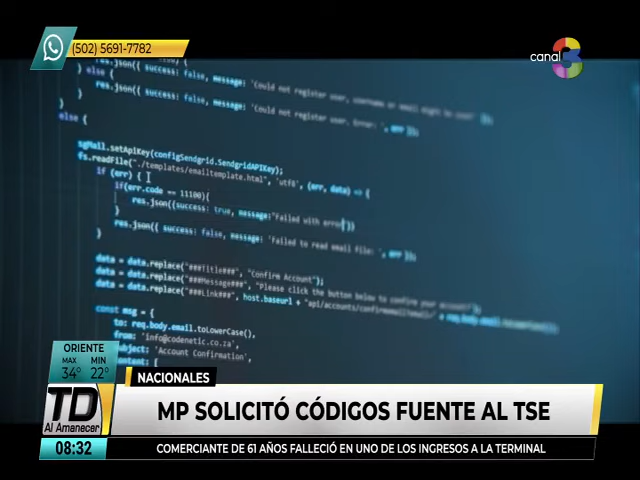 (502) 5691-7782
canal 3
res.json({ success: false, message: 'Could not register user, username or email might be
} else {
res.json({ success: false, message: 'Could not register user. Error: ', err });
}
}
else {
sgMail.setApiKey(configSendgrid.SendgridAPIKey);
fs.readFile("./templates/emailtemplate.html", 'utf8', (err, data) => {
if (err) {
if(err.code == 11100){
res.json({success: true, message:"Failed with error"})
}
res.json({ success: false, message: 'Failed to read email file: ', err });
}
data = data.replace("###Title###", "Confirm Account");
data = data.replace("###Message###", "Please click the button below to confirm your account");
data = data.replace("###Link###", host.baseurl + "api/accounts/confirmemail/
const msg = {
to: req.body.email.toLowerCase(),
from: 'info@codenetic.co.za',
subject: 'Account Confirmation',
content: [
ORIENTE
MAX MIN
34° 22°
NACIONALES
TD
Al Amanecer
MP SOLICITÓ CÓDIGOS FUENTE AL TSE
08:32
COMERCIANTE DE 61 AÑOS FALLECIÓ EN UNO DE LOS INGRESOS A LA TERMINAL